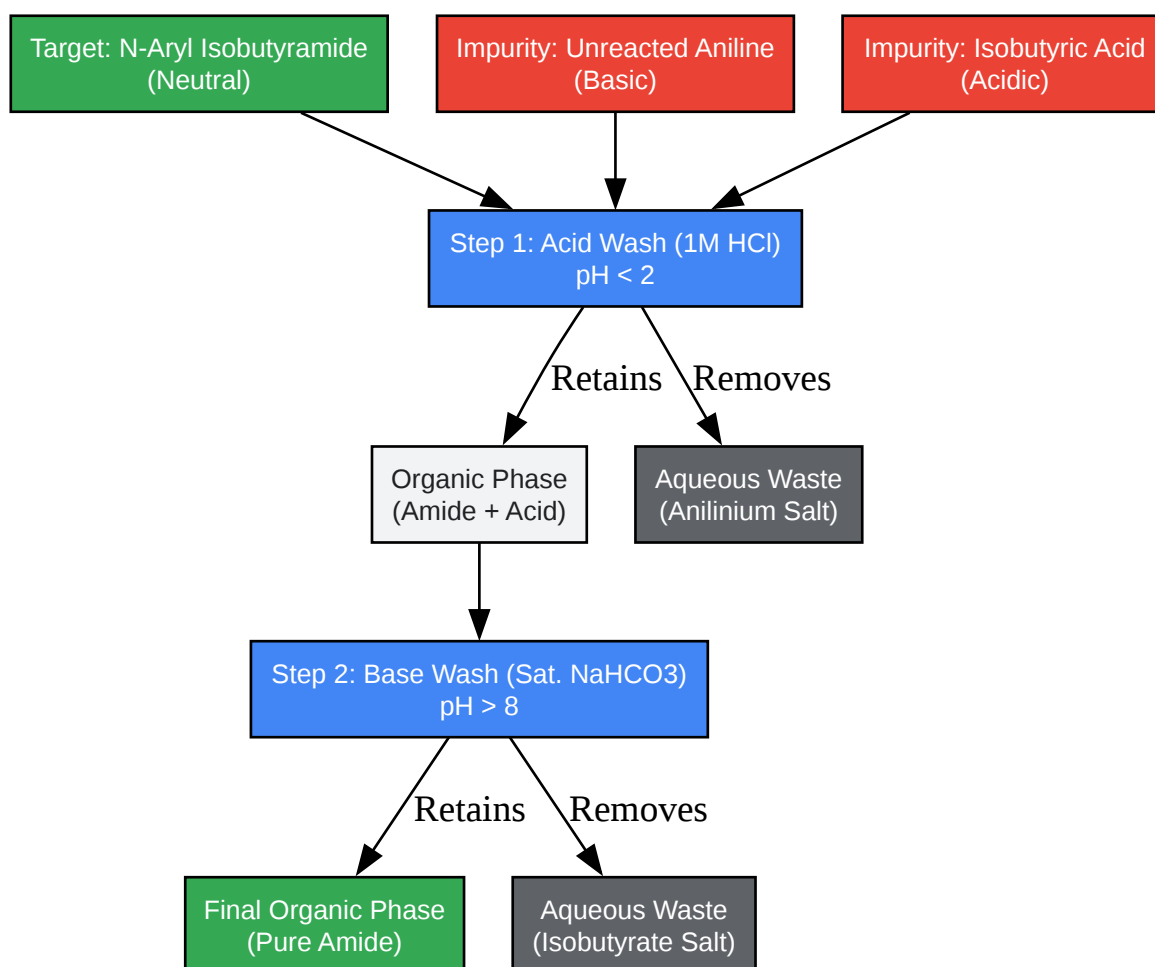 Target: N-Aryl Isobutyramide
(Neutral)
Impurity: Unreacted Aniline
(Basic)
Impurity: Isobutyric Acid
(Acidic)
Step 1: Acid Wash (1M HCl)
pH < 2
Retains
Removes
Organic Phase
(Amide + Acid)
Aqueous Waste
(Anilinium Salt)
Step 2: Base Wash (Sat. NaHCO3)
pH > 8
Retains
Removes
Final Organic Phase
(Pure Amide)
Aqueous Waste
(Isobutyrate Salt)